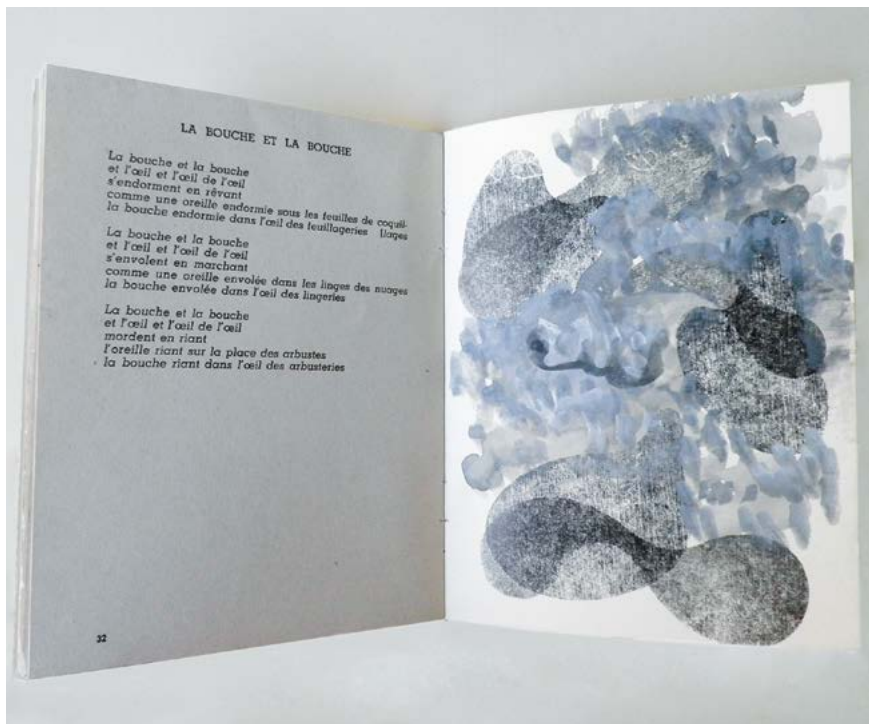 LA BOUCHE ET LA BOUCHE
La bouche et la bouche
et l'œil et l'œil de l'œil
s'endorment en rêvant
comme une oreille endormie sous les feuilles de coquil-
la bouche endormie dans l'œil des feuillageries [lages
La bouche et la bouche
et l'œil et l'œil de l'œil
s'envolent en marchant
comme une oreille envolée dans les linges des nuages
la bouche envolée dans l'œil des lingeries
La bouche et la bouche
et l'œil et l'œil de l'œil
mordent en riant
l'oreille riant sur la place des arbustes
la bouche riant dans l'œil des arbusteries
32